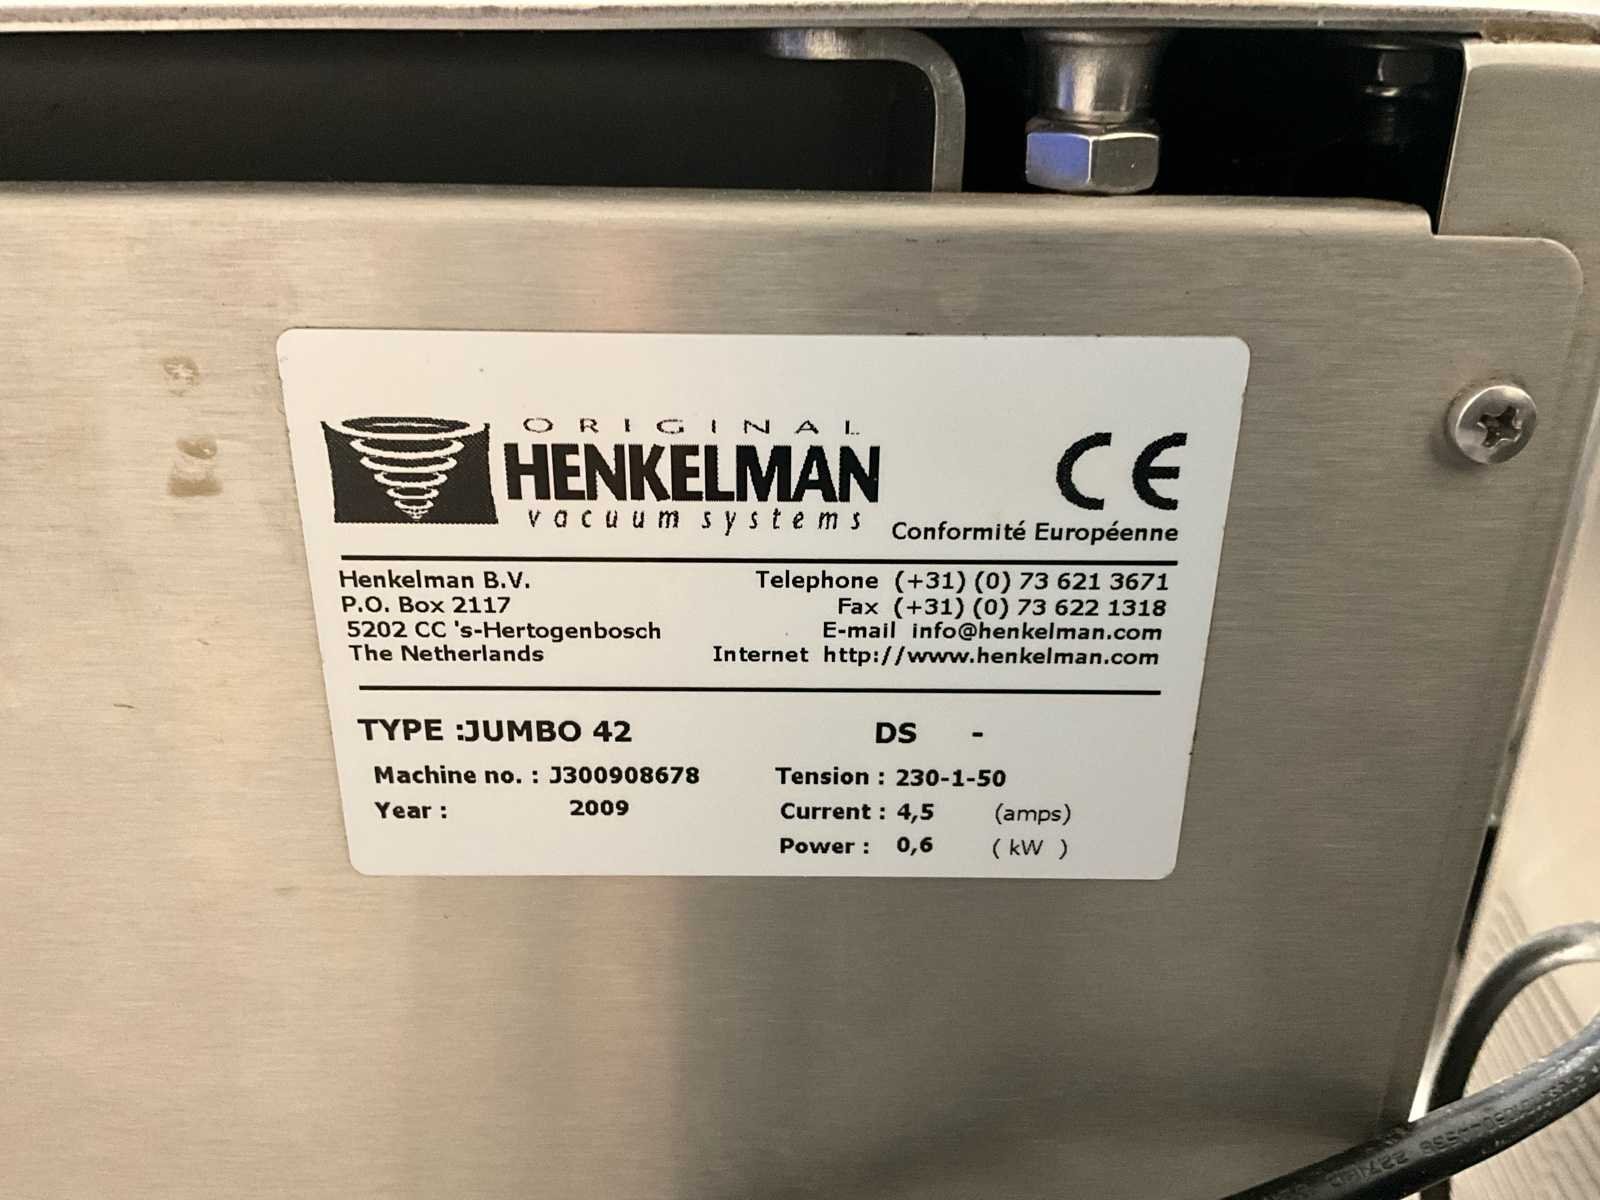 ORIGINAL
HENKELMAN
vacuum systems
CE
Conformité Européenne
Henkelman B.V.
P.O. Box 2117
5202 CC 's-Hertogenbosch
The Netherlands
Telephone (+31) (0) 73 621 3671
Fax (+31) (0) 73 622 1318
E-mail info@henkelman.com
Internet http://www.henkelman.com
TYPE :JUMBO 42 DS -
Machine no. : J300908678
Year : 2009
Tension : 230-1-50
Current : 4,5 (amps)
Power : 0,6 ( kW )